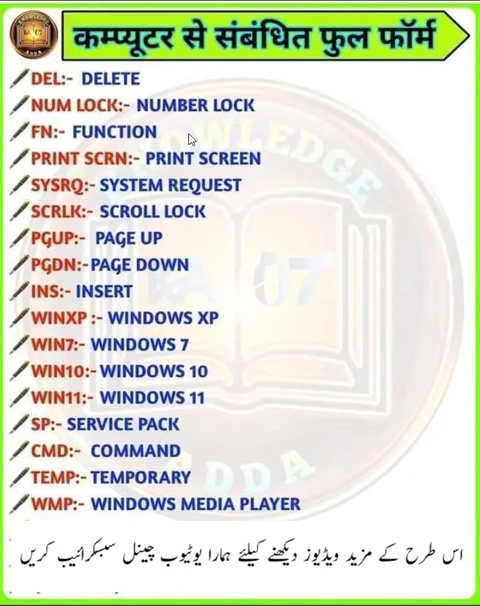 कम्प्यूटर से संबंधित फुल फॉर्म
DEL:- DELETE
NUM LOCK:- NUMBER LOCK
FN:- FUNCTION
PRINT SCRN:- PRINT SCREEN
SYSRQ:- SYSTEM REQUEST
SCRLK:- SCROLL LOCK
PGUP:- PAGE UP
PGDN:- PAGE DOWN
INS:- INSERT
WINXP :- WINDOWS XP
WIN7:- WINDOWS 7
WIN10:- WINDOWS 10
WIN11:- WINDOWS 11
SP:- SERVICE PACK
CMD:- COMMAND
TEMP:- TEMPORARY
WMP:- WINDOWS MEDIA PLAYER
KNOWLEDGE
07
ADDA
اس طرح کے مزید ویڈیوز دیکھنے کیلئے ہمارا یوٹیوب چینل سبسکرائیب کریں